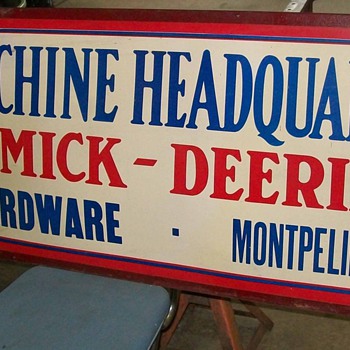 CHINE HEADQUA
MICK - DEERI
RDWARE · MONTPELI